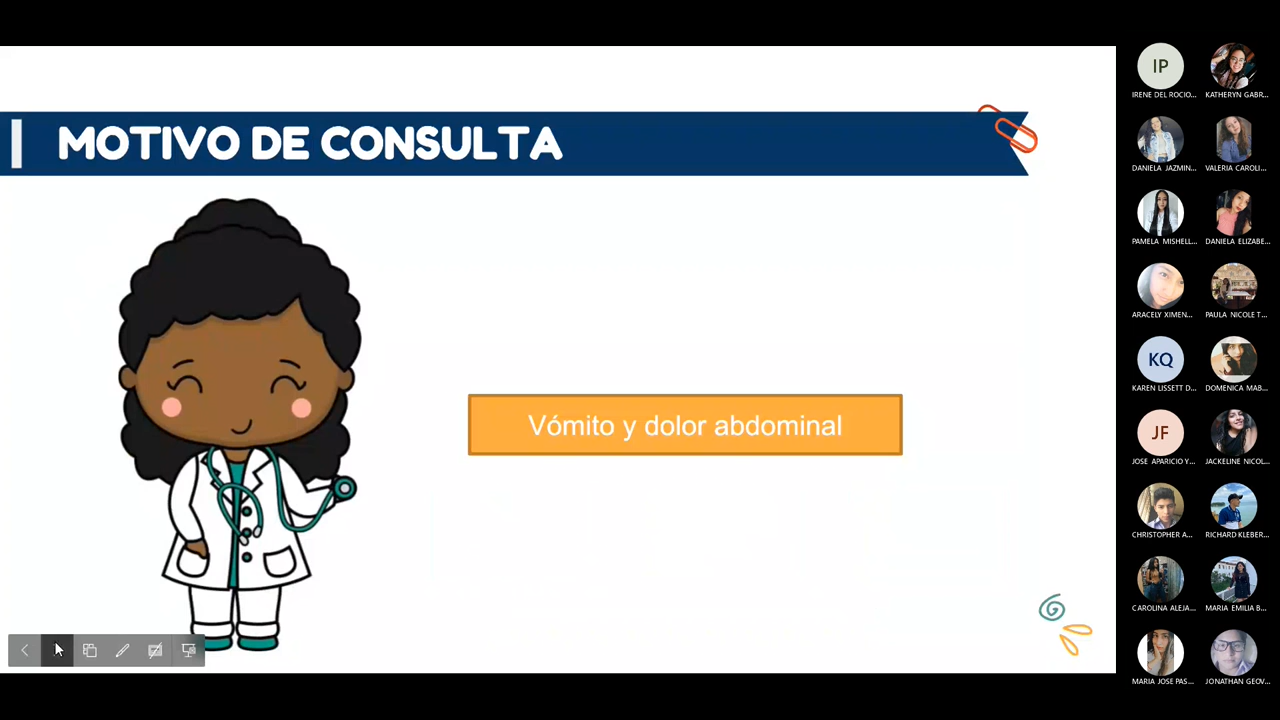 MOTIVO DE CONSULTA
Vómito y dolor abdominal
IP
IRENE DEL ROCIO...
KATHERYN GABR...
DANIELA JAZMIN...
VALERIA CAROLI...
PAMELA MISHELL...
DANIELA ELIZABE...
ARACELY XIMEN...
PAULA NICOLE T...
KQ
KAREN LISSETT D...
DOMENICA MAB...
JF
JOSE APARICIO Y...
JACKELINE NICOL...
CHRISTOPHER A...
RICHARD KLEBER...
CAROLINA ALEJA...
MARIA EMILIA B...
MARIA JOSE PAS...
JONATHAN GEOV...